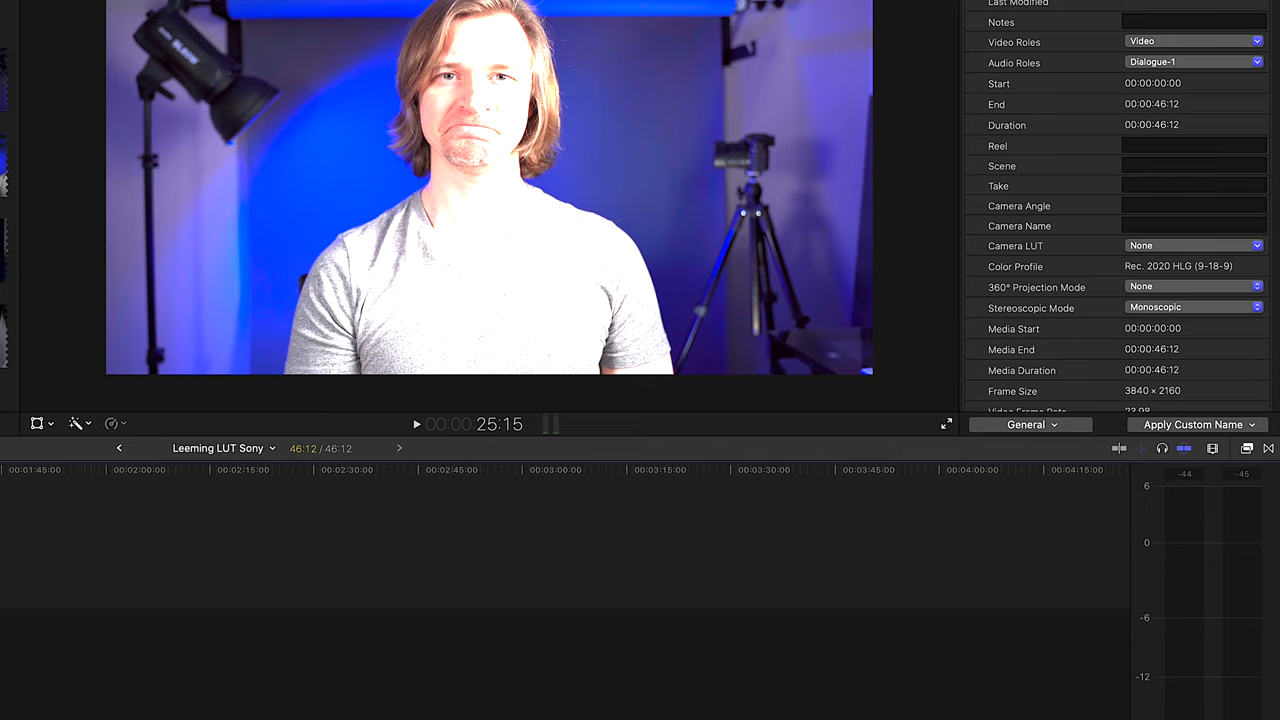 Last Modified
Notes
Video Roles Video
Audio Roles Dialogue-1
Start 00:00:00:00
End 00:00:46:12
Duration 00:00:46:12
Reel
Scene
Take
Camera Angle
Camera Name
Camera LUT None
Color Profile Rec. 2020 HLG (9-18-9)
360° Projection Mode None
Stereoscopic Mode Monoscopic
Media Start 00:00:00:00
Media End 00:00:46:12
Media Duration 00:00:46:12
Frame Size 3840 × 2160
Video Frame Rate 23.98
00:00:25:15
General Apply Custom Name
Leeming LUT Sony 46:12 / 46:12
00:01:45:00 00:02:00:00 00:02:15:00 00:02:30:00 00:02:45:00 00:03:00:00 00:03:15:00 00:03:30:00 00:03:45:00 00:04:00:00 00:04:15:00
-44 -45
6
0
-6
-12